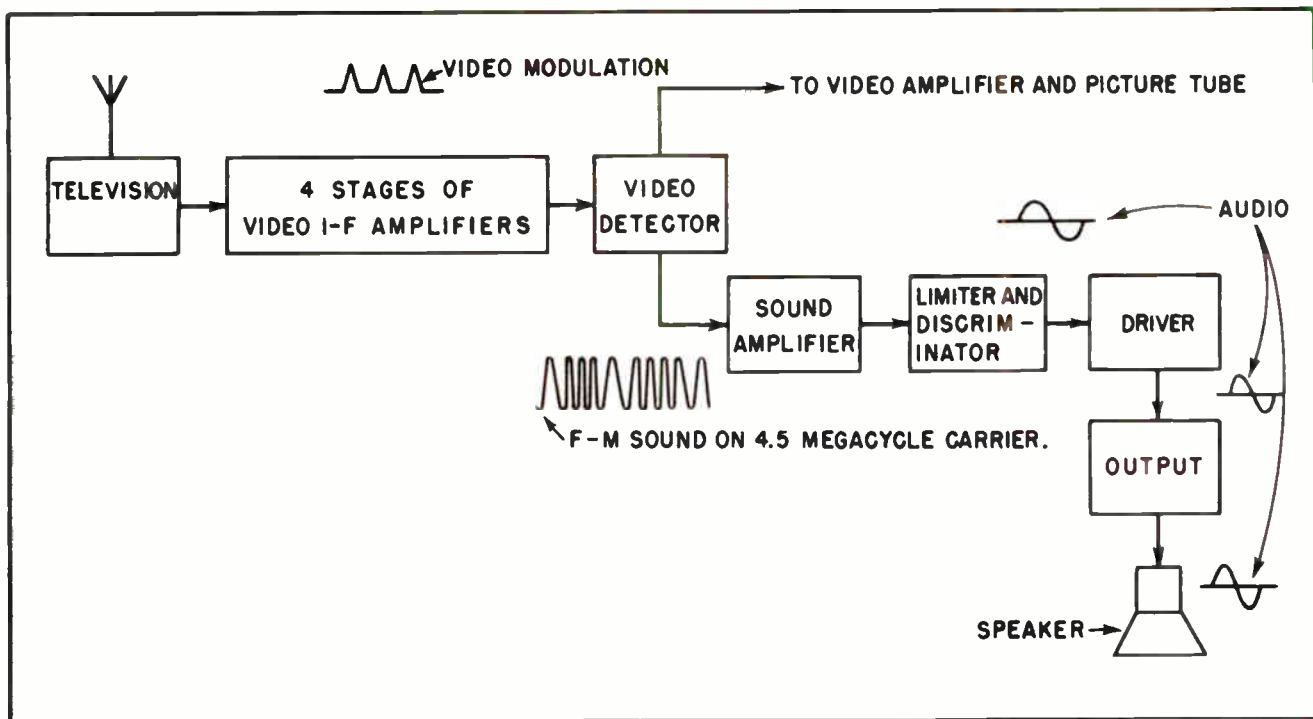 VIDEO MODULATION
TO VIDEO AMPLIFIER AND PICTURE TUBE
TELEVISION
4 STAGES OF
VIDEO I-F AMPLIFIERS
VIDEO
DETECTOR
AUDIO
SOUND
AMPLIFIER
LIMITER AND
DISCRIM -
INATOR
DRIVER
F-M SOUND ON 4.5 MEGACYCLE CARRIER.
OUTPUT
SPEAKER